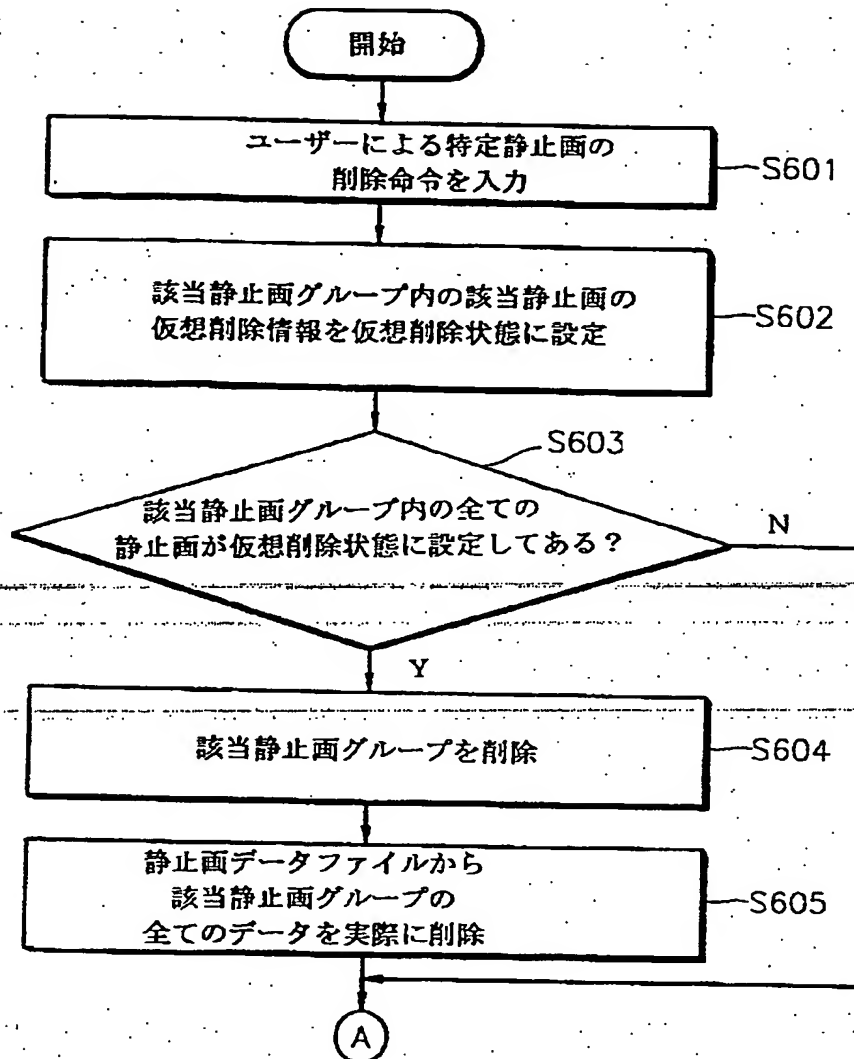 開始
ユーザーによる特定静止画の
削除命令を入力
S601
該当静止画グループ内の該当静止画の
仮想削除情報を仮想削除状態に設定
S602
S603
該当静止画グループ内の全ての
静止画が仮想削除状態に設定してある？
N
Y
該当静止画グループを削除
S604
静止画データファイルから
該当静止画グループの
全てのデータを実際に削除
S605
A